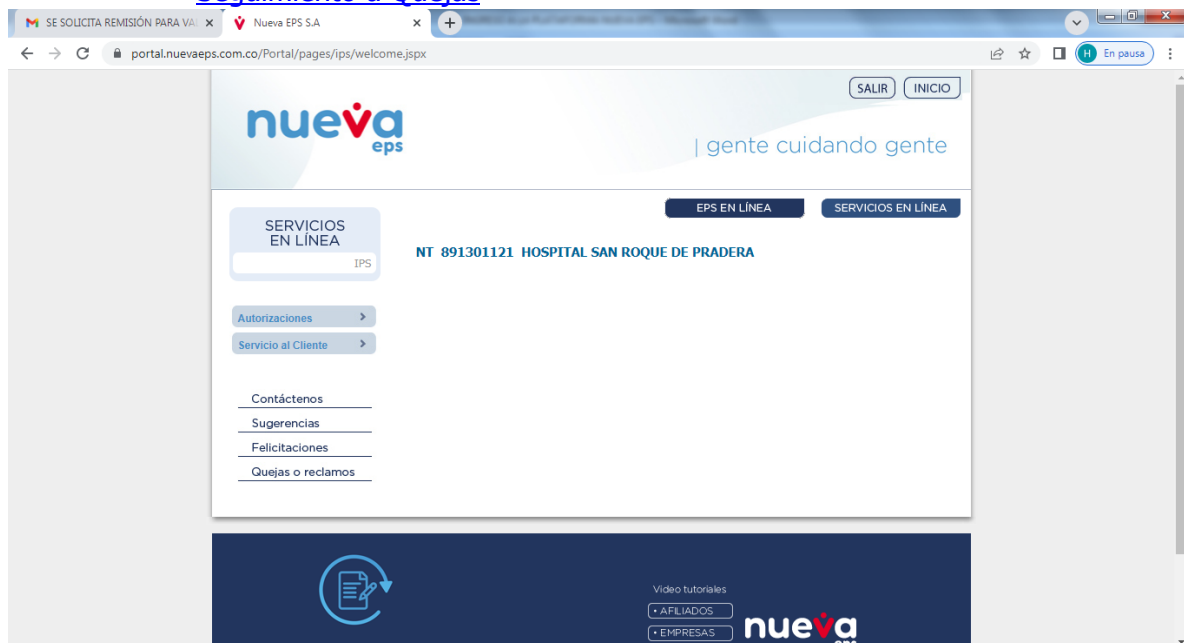 Seguimiento a Quejas
SE SOLICITA REMISIÓN PARA VAL
Nueva EPS S.A
portal.nuevaeps.com.co/Portal/pages/ips/welcome.jspx
H En pausa
SALIR INICIO
nueva
eps
| gente cuidando gente
EPS EN LÍNEA SERVICIOS EN LÍNEA
SERVICIOS
EN LÍNEA
IPS
NT 891301121 HOSPITAL SAN ROQUE DE PRADERA
Autorizaciones
Servicio al Cliente
Contáctenos
Sugerencias
Felicitaciones
Quejas o reclamos
Video tutoriales
• AFILIADOS
• EMPRESAS
nueva
eps